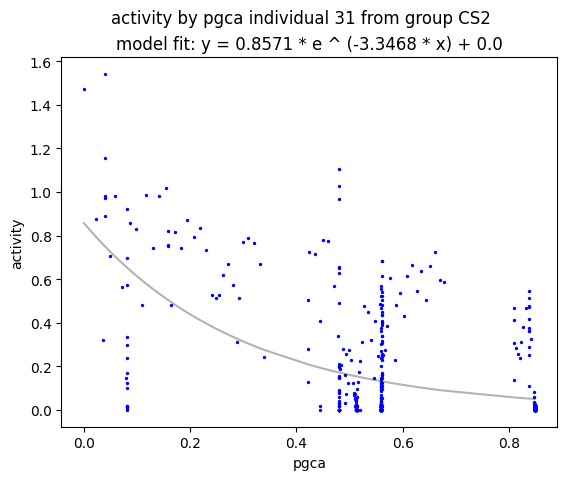 activity by pgca individual 31 from group CS2
model fit: y = 0.8571 * e ^ (-3.3468 * x) + 0.0
1.6
1.4
1.2
1.0
0.8
0.6
0.4
0.2
0.0
activity
0.0 0.2 0.4 0.6 0.8
pgca